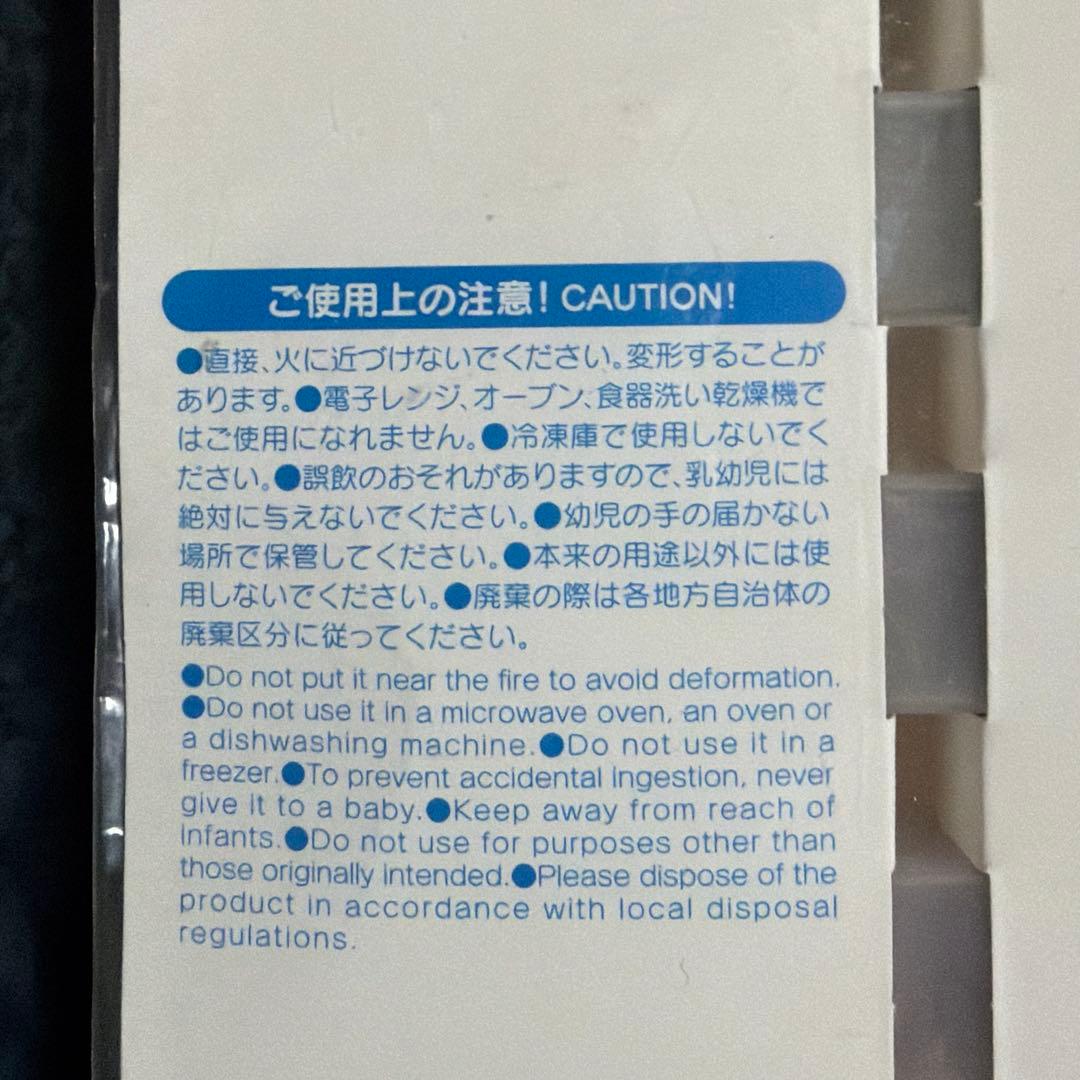 ご使用上の注意! CAUTION!
●直接、火に近づけないでください。変形することが
あります。●電子レンジ、オーブン、食器洗い乾燥機で
はご使用になれません。●冷凍庫で使用しないでく
ださい。●誤飲のおそれがありますので、乳幼児には
絶対に与えないでください。●幼児の手の届かない
場所で保管してください。●本来の用途以外には使
用しないでください。●廃棄の際は各地方自治体の
廃棄区分に従ってください。
●Do not put it near the fire to avoid deformation.
●Do not use it in a microwave oven, an oven or
a dishwashing machine.●Do not use it in a
freezer.●To prevent accidental ingestion, never
give it to a baby.●Keep away from reach of
infants.●Do not use for purposes other than
those originally intended.●Please dispose of the
product in accordance with local disposal
regulations.